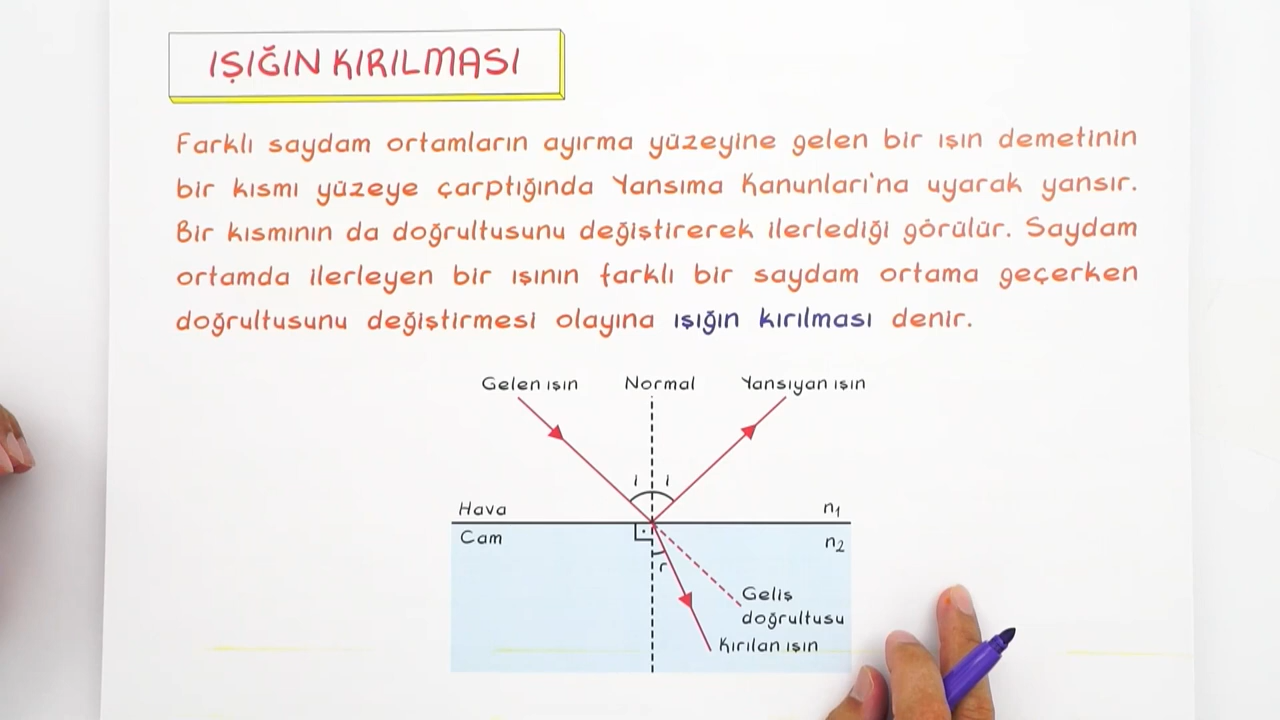 IŞIĞIN KIRILMASI
Farklı saydam ortamların ayırma yüzeyine gelen bir ışın demetinin
bir kısmı yüzeye çarptığında Yansıma Kanunları'na uyarak yansır.
Bir kısmının da doğrultusunu değiştirerek ilerlediği görülür. Saydam
ortamda ilerleyen bir ışının farklı bir saydam ortama geçerken
doğrultusunu değiştirmesi olayına ışığın kırılması denir.
Gelen ışın Normal Yansıyan ışın
i i
Hava n1
Cam n2
r
Geliş
doğrultusu
Kırılan ışın